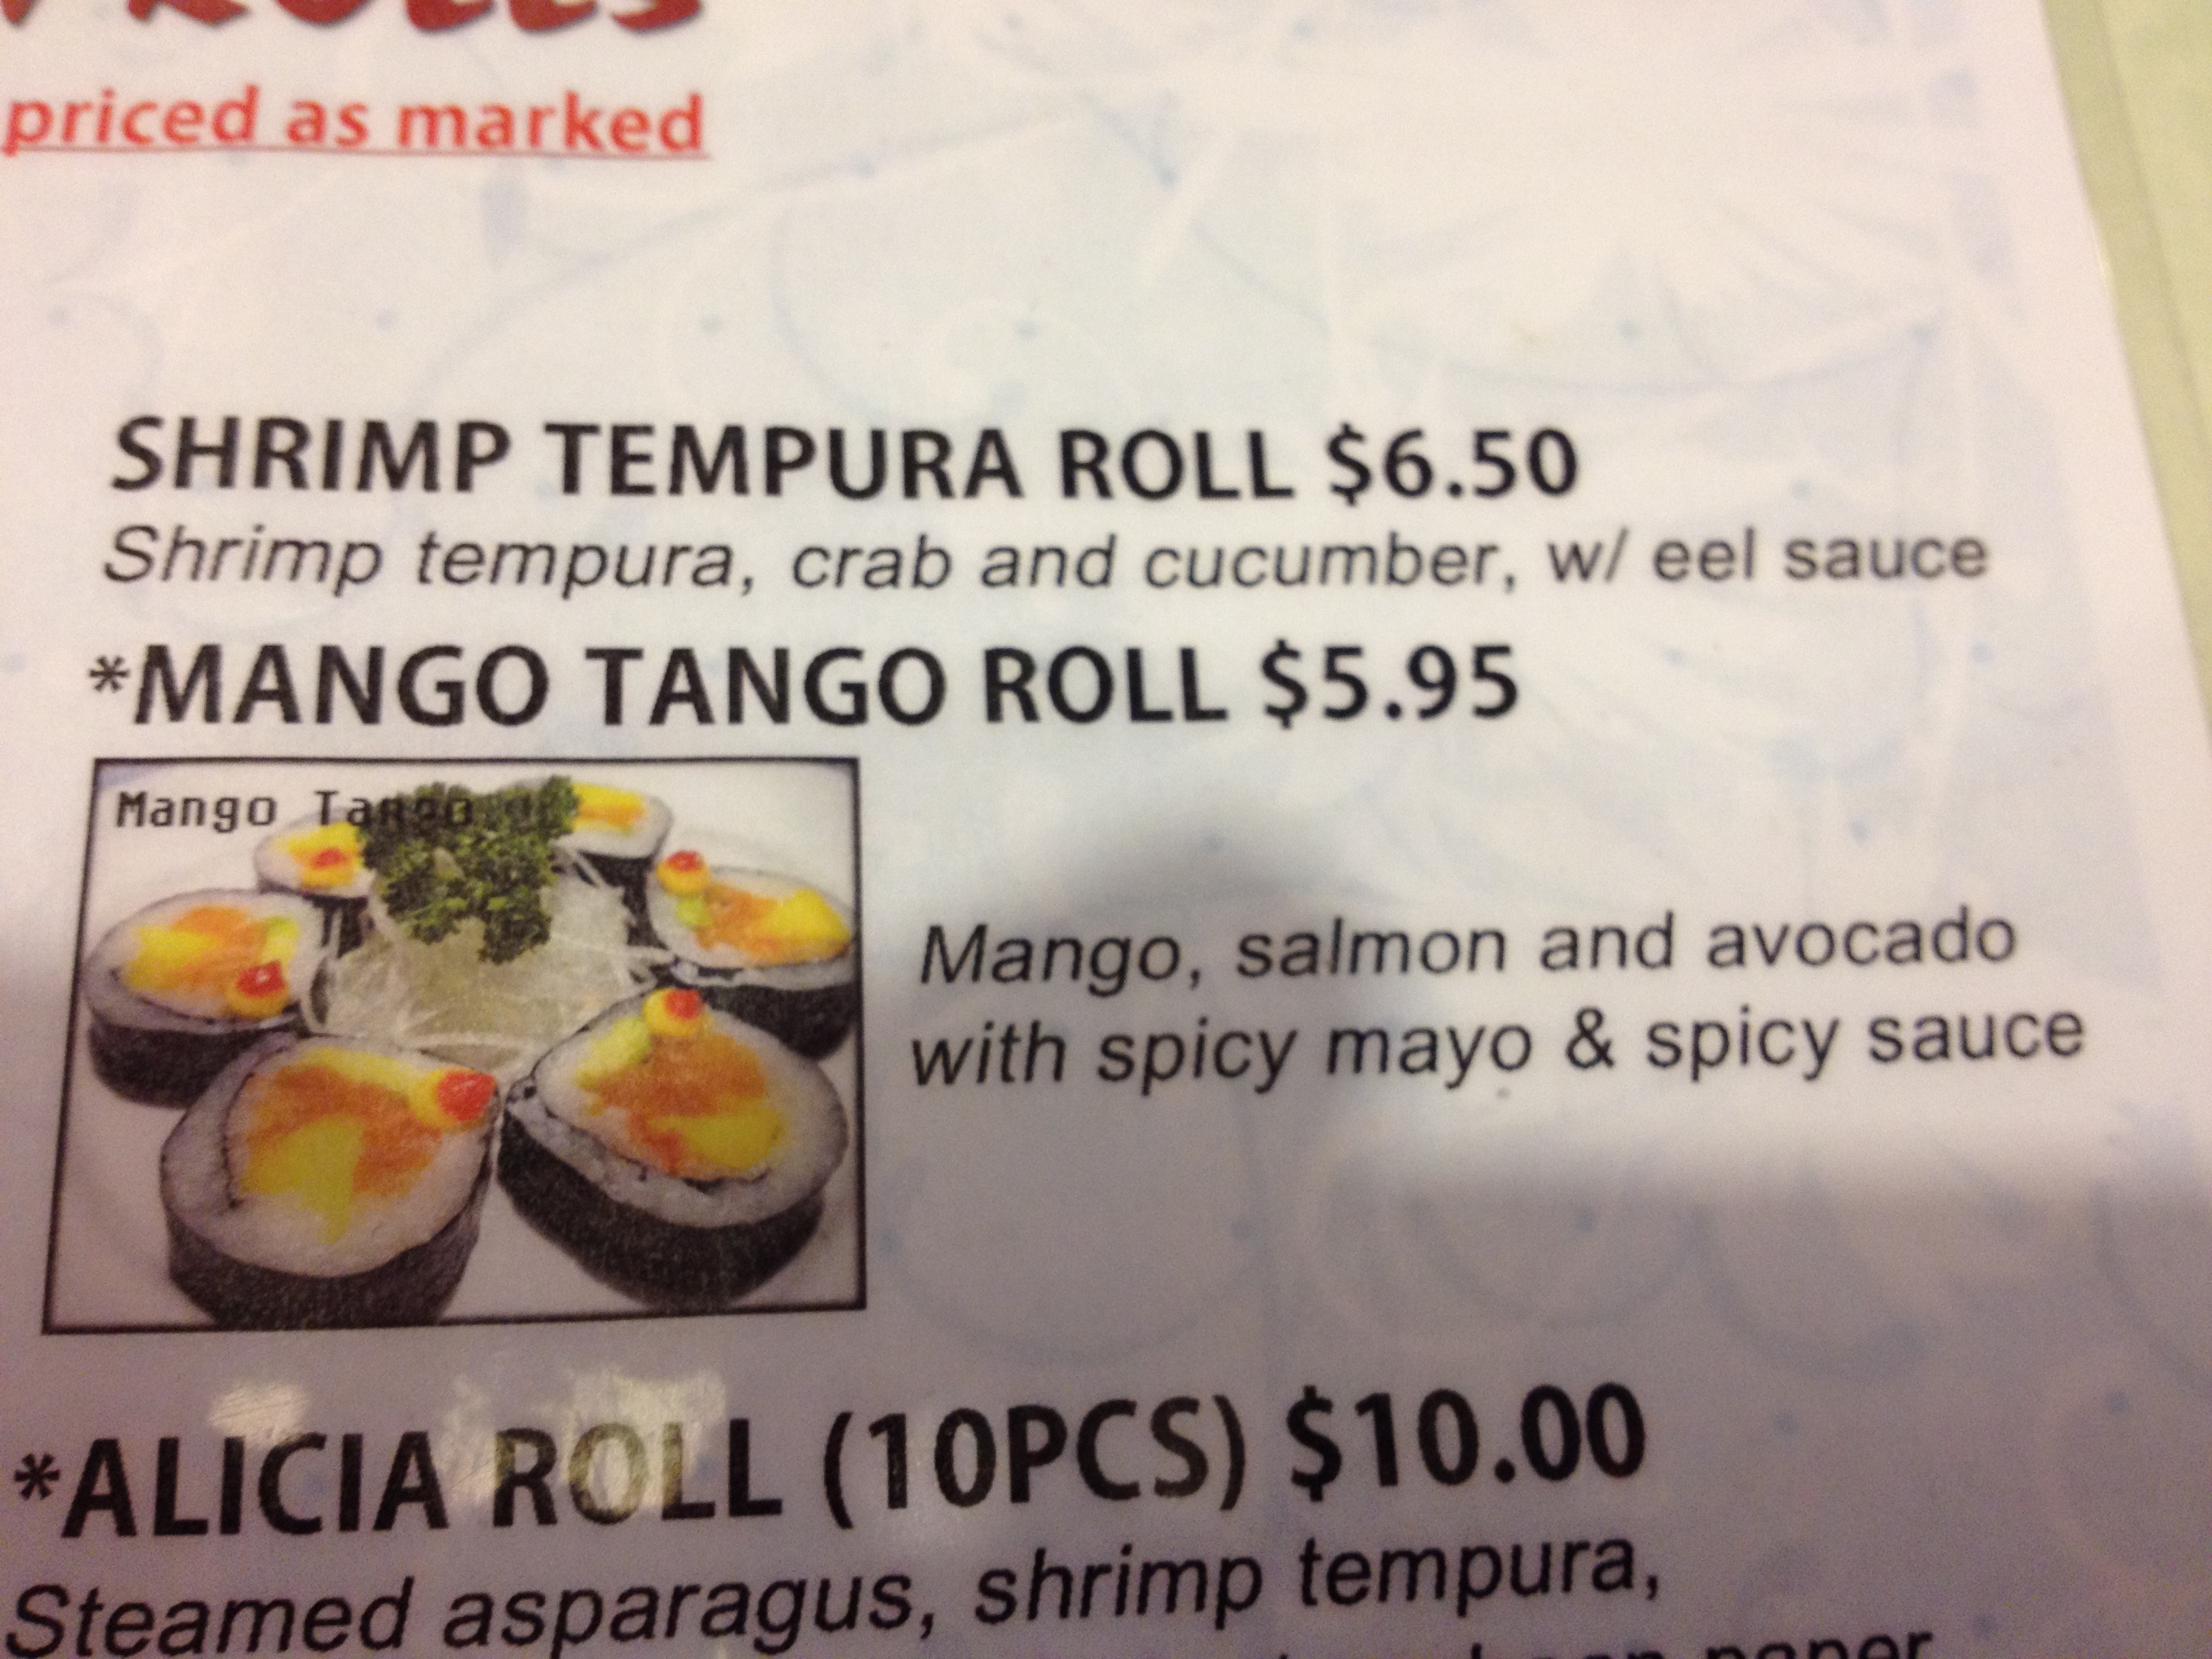 priced as marked
SHRIMP TEMPURA ROLL $6.50
Shrimp tempura, crab and cucumber, w/ eel sauce
*MANGO TANGO ROLL $5.95
Mango Tango
Mango, salmon and avocado
with spicy mayo & spicy sauce
*ALICIA ROLL (10PCS) $10.00
Steamed asparagus, shrimp tempura,